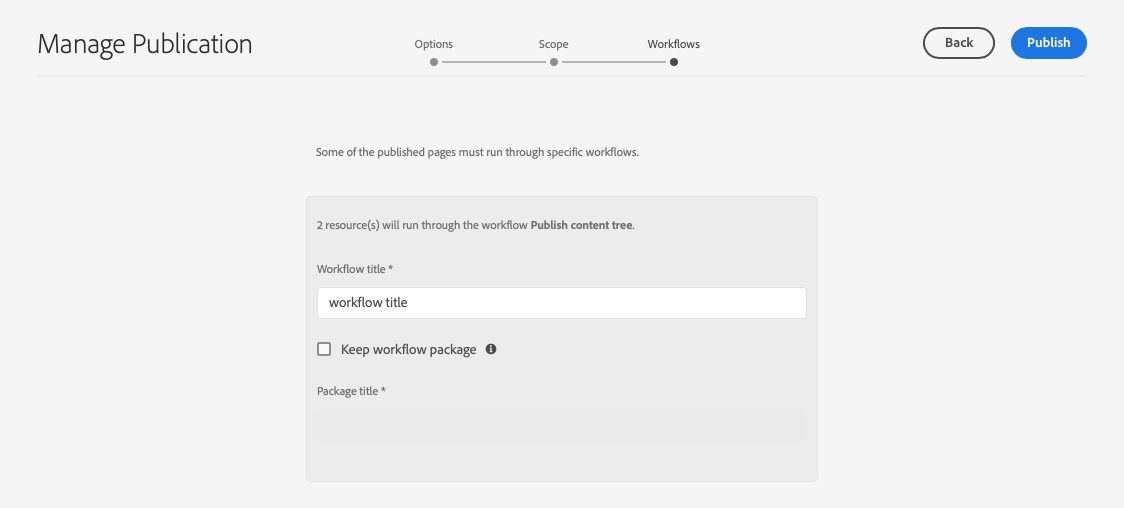 Manage Publication
Options
Scope
Workflows
Back
Publish
Some of the published pages must run through specific workflows.
2 resource(s) will run through the workflow Publish content tree.
Workflow title *
workflow title
Keep workflow package
Package title *